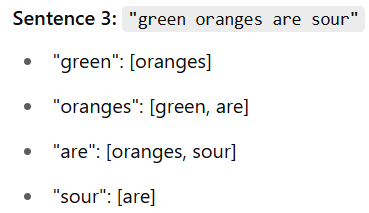 Sentence 3: "green oranges are sour"
• "green": [oranges]
• "oranges": [green, are]
• "are": [oranges, sour]
• "sour": [are]